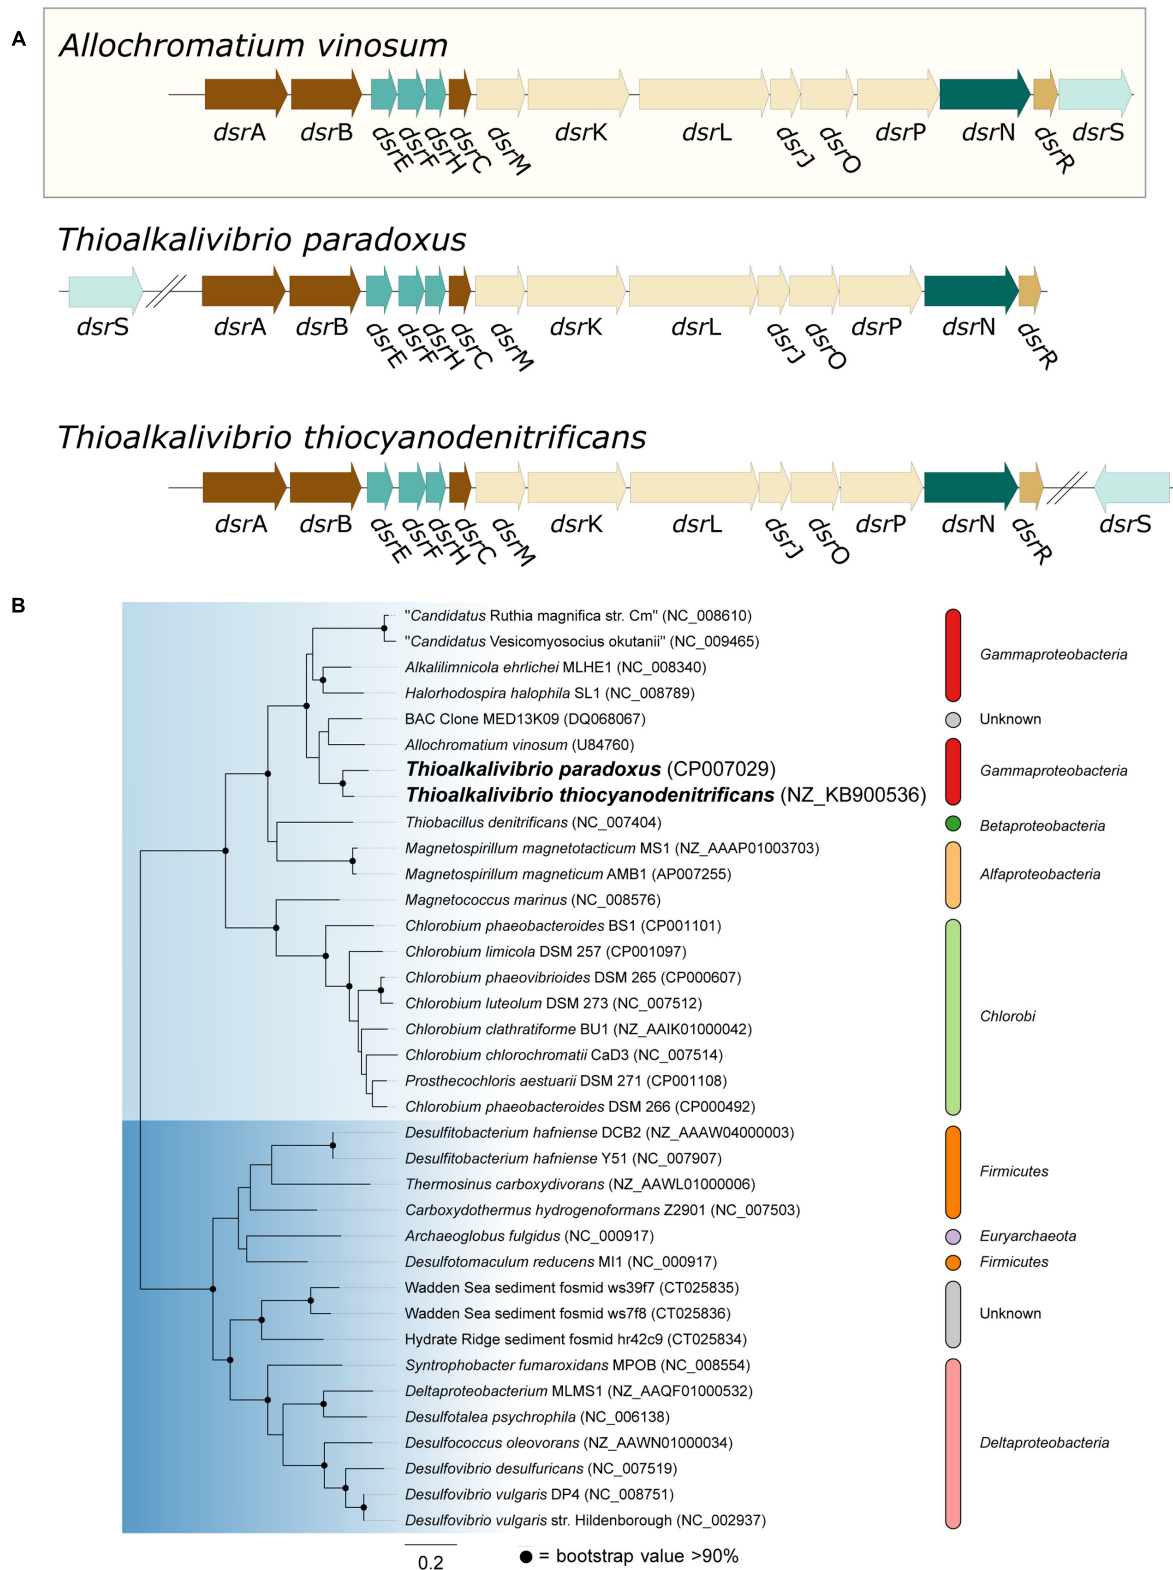 A
Allochromatium vinosum
dsrA dsrB dsrE dsrF dsrH dsrC dsrM dsrK dsrL dsrJ dsrO dsrP dsrN dsrR dsrS
Thioalkalivibrio paradoxus
dsrS dsrA dsrB dsrE dsrF dsrH dsrC dsrM dsrK dsrL dsrJ dsrO dsrP dsrN dsrR
Thioalkalivibrio thiocyanodenitrificans
dsrA dsrB dsrE dsrF dsrH dsrC dsrM dsrK dsrL dsrJ dsrO dsrP dsrN dsrR dsrS
B
"Candidatus Ruthia magnifica str. Cm" (NC_008610)
"Candidatus Vesicomyosocius okutanii" (NC_009465)
Gammaproteobacteria
Alkalilimnicola ehrlichei MLHE1 (NC_008340)
Halorhodospira halophila SL1 (NC_008789)
BAC Clone MED13K09 (DQ068067)
Unknown
Allochromatium vinosum (U84760)
Thioalkalivibrio paradoxus (CP007029)
Gammaproteobacteria
Thioalkalivibrio thiocyanodenitrificans (NZ_KB900536)
Thiobacillus denitrificans (NC_007404)
Betaproteobacteria
Magnetospirillum magnetotacticum MS1 (NZ_AAAP01003703)
Magnetospirillum magneticum AMB1 (AP007255)
Alfaproteobacteria
Magnetococcus marinus (NC_008576)
Chlorobium phaeobacteroides BS1 (CP001101)
Chlorobium limicola DSM 257 (CP001097)
Chlorobium phaeovibrioides DSM 265 (CP000607)
Chlorobium luteolum DSM 273 (NC_007512)
Chlorobi
Chlorobium clathratiforme BU1 (NZ_AAIK01000042)
Chlorobium chlorochromatii CaD3 (NC_007514)
Prosthecochloris aestuarii DSM 271 (CP001108)
Chlorobium phaeobacteroides DSM 266 (CP000492)
Desulfitobacterium hafniense DCB2 (NZ_AAAW04000003)
Desulfitobacterium hafniense Y51 (NC_007907)
Firmicutes
Thermosinus carboxydivorans (NZ_AAWL01000006)
Carboxydothermus hydrogenoformans Z2901 (NC_007503)
Archaeoglobus fulgidus (NC_000917)
Euryarchaeota
Desulfotomaculum reducens MI1 (NC_000917)
Firmicutes
Wadden Sea sediment fosmid ws39f7 (CT025835)
Wadden Sea sediment fosmid ws7f8 (CT025836)
Unknown
Hydrate Ridge sediment fosmid hr42c9 (CT025834)
Syntrophobacter fumaroxidans MPOB (NC_008554)
Deltaproteobacterium MLMS1 (NZ_AAQF01000532)
Desulfotalea psychrophila (NC_006138)
Desulfococcus oleovorans (NZ_AAWN01000034)
Deltaproteobacteria
Desulfovibrio desulfuricans (NC_007519)
Desulfovibrio vulgaris DP4 (NC_008751)
Desulfovibrio vulgaris str. Hildenborough (NC_002937)
0.2
= bootstrap value >90%